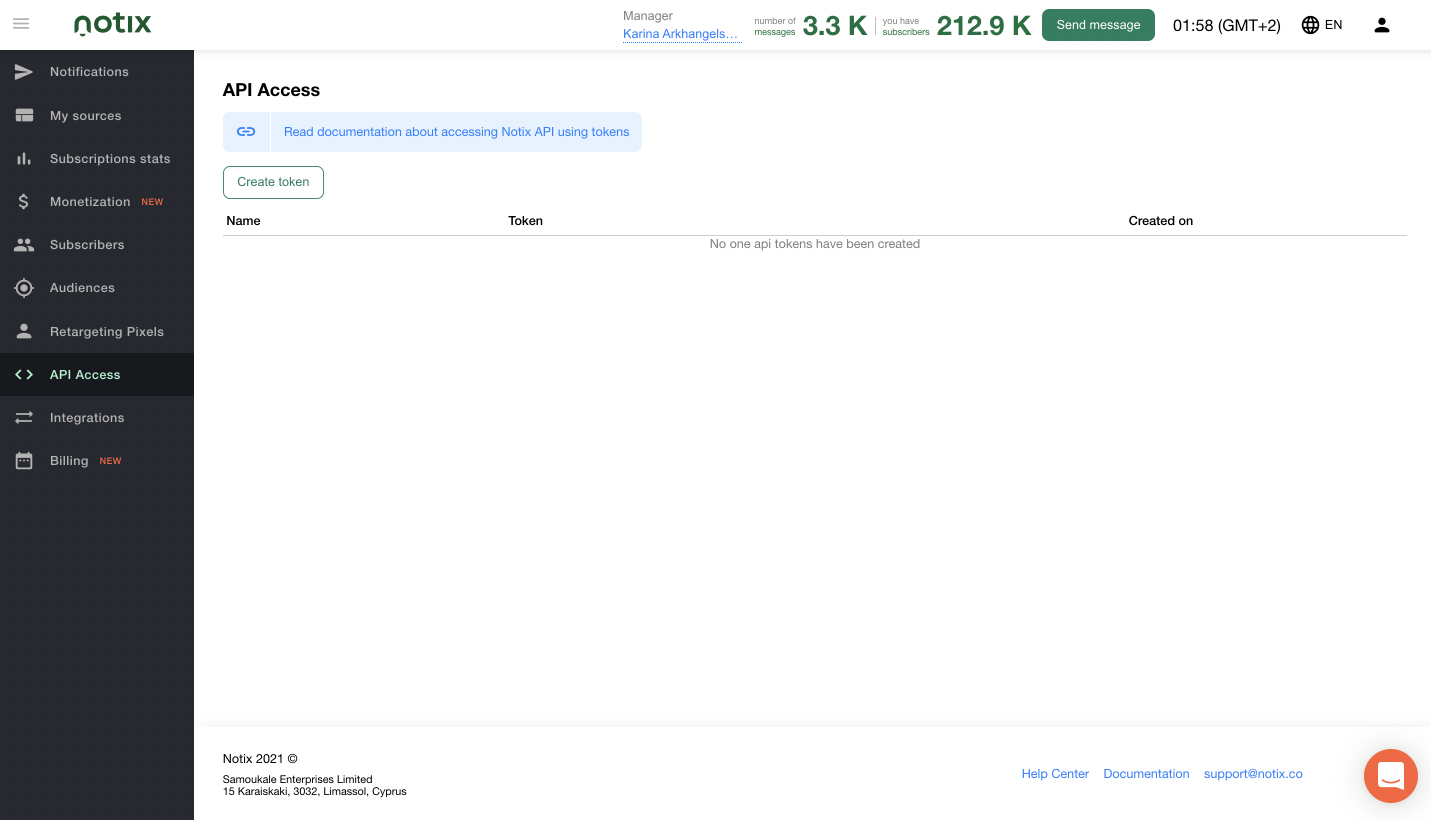 notix
Manager
Karina Arkhangels...
number of
messages
3.3 K
you have
subscribers
212.9 K
Send message
01:58 (GMT+2)
EN
Notifications
My sources
Subscriptions stats
Monetization NEW
Subscribers
Audiences
Retargeting Pixels
API Access
Integrations
Billing NEW
API Access
Read documentation about accessing Notix API using tokens
Create token
Name Token Created on
No one api tokens have been created
Notix 2021 ©
Samoukale Enterprises Limited
15 Karaiskaki, 3032, Limassol, Cyprus
Help Center Documentation support@notix.co